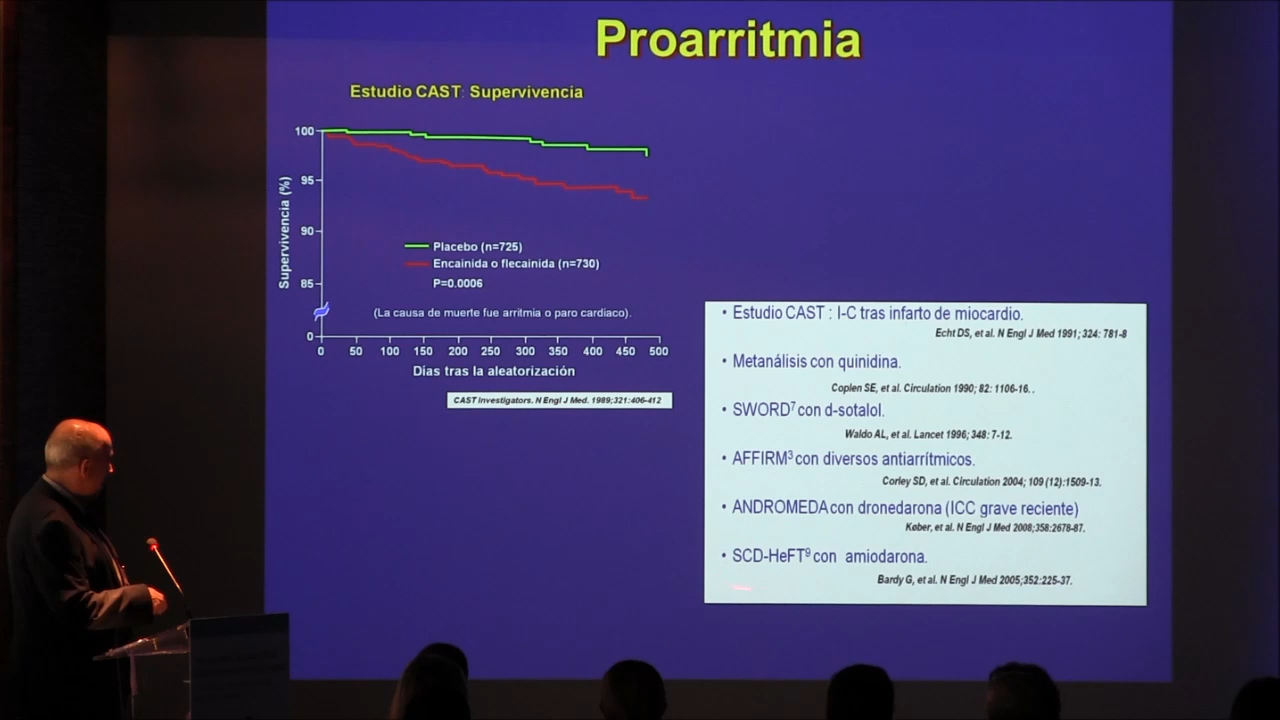 Proarritmia
Estudio CAST: Supervivencia
Supervivencia (%)
100
95
90
85
0
Placebo (n=725)
Encainida o flecainida (n=730)
P=0.0006
(La causa de muerte fue arritmia o paro cardiaco).
0 50 100 150 200 250 300 350 400 450 500
Dias tras la aleatorización
CAST Investigators. N Engl J Med. 1989;321:406-412
• Estudio CAST : I-C tras infarto de miocardio.
Echt DS, et al. N Engl J Med 1991; 324: 781-8
• Metanálisis con quinidina.
Coplen SE, et al. Circulation 1990; 82: 1106-16. .
• SWORD⁷ con d-sotalol.
Waldo AL, et al. Lancet 1996; 348: 7-12.
• AFFIRM³ con diversos antiarrítmicos.
Corley SD, et al. Circulation 2004; 109 (12):1509-13.
• ANDROMEDA con dronedarona (ICC grave reciente)
Køber, et al. N Engl J Med 2008;358:2678-87.
• SCD-HeFT⁹ con amiodarona.
Bardy G, et al. N Engl J Med 2005;352:225-37.